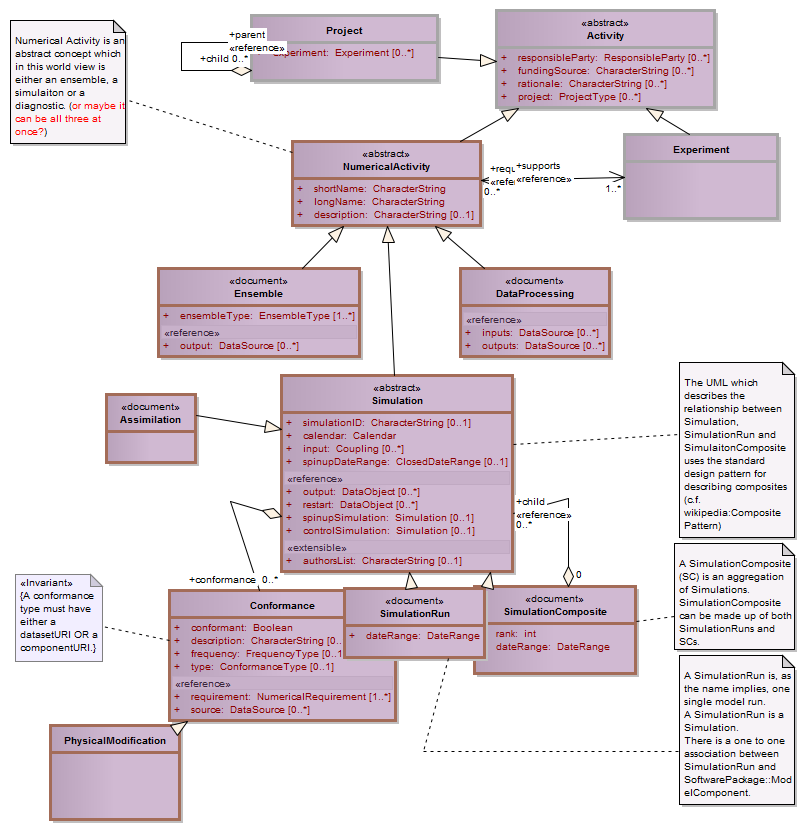 Numerical Activity is an
abstract concept which
in this world view is
either an ensemble, a
simulaiton or a
diagnostic. (or maybe it
can be all three at
once?)
+parent
«reference»
+child 0..*
Project
experiment: Experiment [0..*]
«abstract»
Activity
+ responsibleParty: ResponsibleParty [0..*]
+ fundingSource: CharacterString [0..*]
+ rationale: CharacterString [0..*]
+ project: ProjectType [0..*]
«abstract»
NumericalActivity
+ shortName: CharacterString
+ longName: CharacterString
+ description: CharacterString [0..1]
+supports
«reference»
0..*
1..*
Experiment
«document»
Ensemble
+ ensembleType: EnsembleType [1..*]
«reference»
+ output: DataSource [0..*]
«document»
DataProcessing
«reference»
+ inputs: DataSource [0..*]
+ outputs: DataSource [0..*]
«document»
Assimilation
«abstract»
Simulation
+ simulationID: CharacterString [0..1]
+ calendar: Calendar
+ input: Coupling [0..*]
+ spinupDateRange: ClosedDateRange [0..1]
«reference»
+ output: DataObject [0..*]
+ restart: DataObject [0..*]
+ spinupSimulation: Simulation [0..1]
+ controlSimulation: Simulation [0..1]
«extensible»
+ authorsList: CharacterString [0..1]
The UML which
describes the
relationship between
Simulation,
SimulationRun and
SimulaitonComposite
uses the standard
design pattern for
describing composites
(c.f.
wikipedia:Composite
Pattern)
+child
«reference»
0..*
0
+conformance 0..*
«Invariant»
{A conformance
type must have
either a
datasetURI OR a
componentURI.}
Conformance
+ conformant: Boolean
+ description: CharacterString [0..
+ frequency: FrequencyType [0..1
+ type: ConformanceType [0..1]
«reference»
+ requirement: NumericalRequirement [1..*]
+ source: DataSource [0..*]
«document»
SimulationRun
+ dateRange: DateRange
«document»
SimulationComposite
rank: int
dateRange: DateRange
A SimulationComposite
(SC) is an aggregation
of Simulations.
SimulationComposite
can be made up of both
SimulationRuns and
SCs.
A SimulationRun is, as
the name implies, one
single model run.
A SimulationRun is a
Simulation.
There is a one to one
association between
SimulationRun and
SoftwarePackage::Mod
elComponent.
PhysicalModification